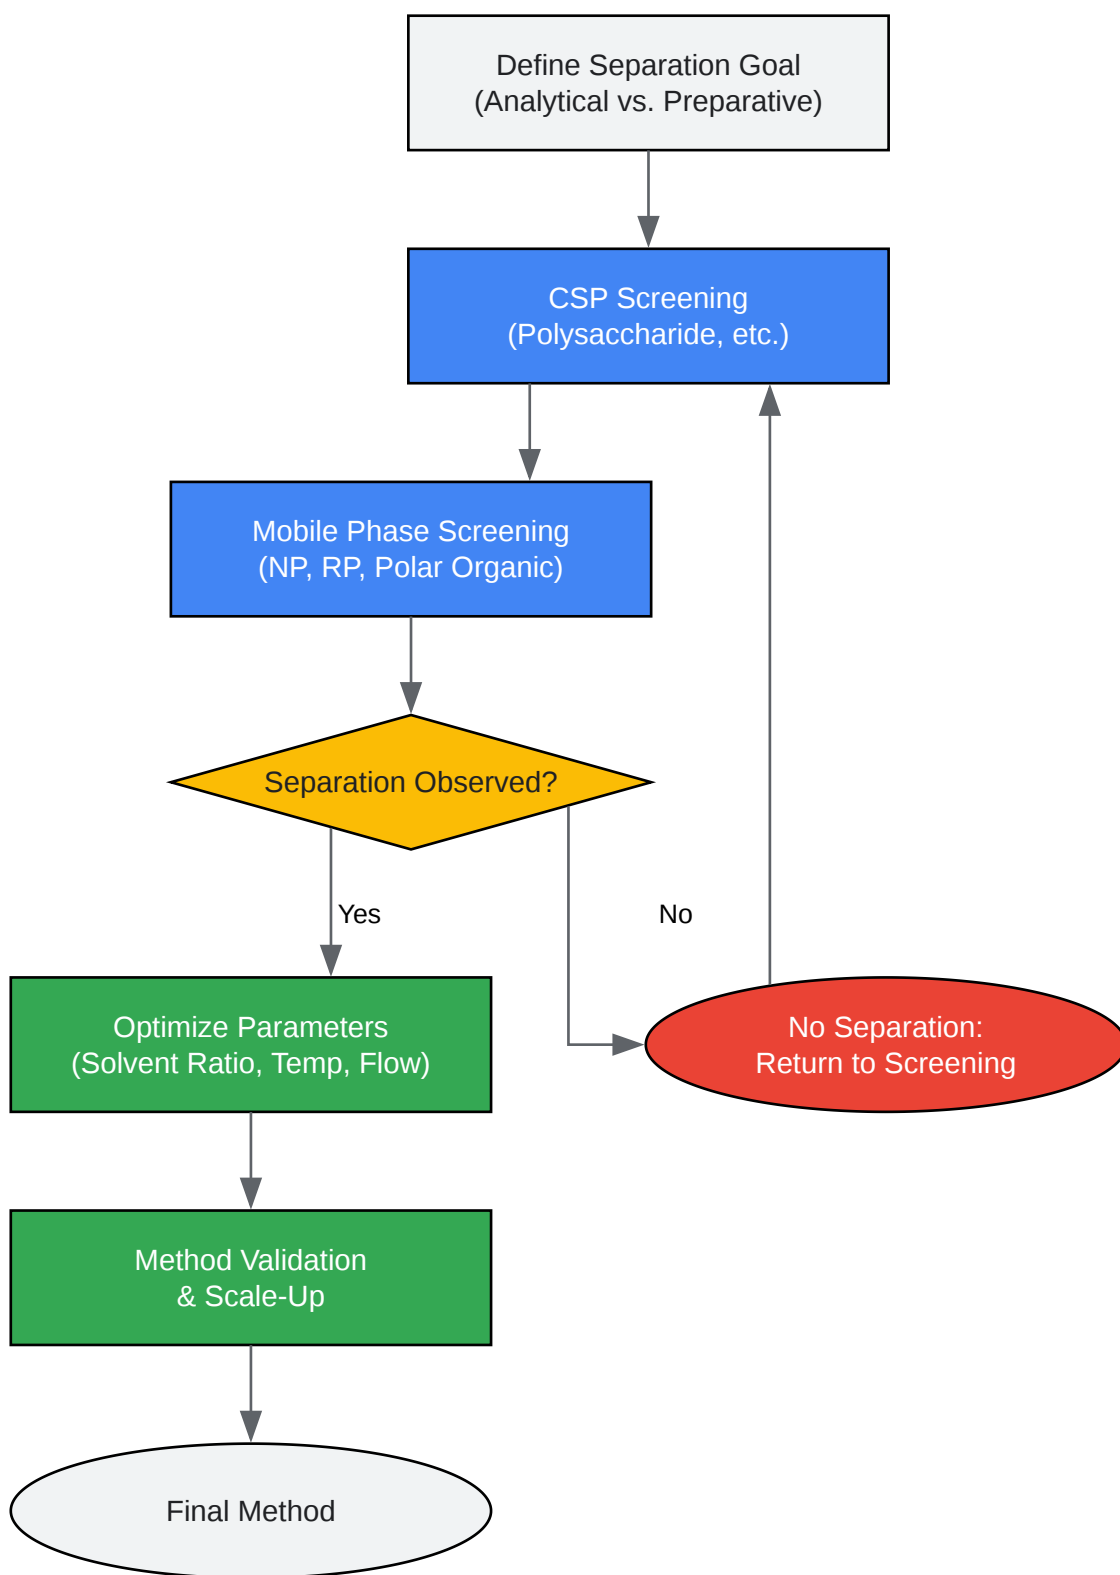 Define Separation Goal
(Analytical vs. Preparative)
CSP Screening
(Polysaccharide, etc.)
Mobile Phase Screening
(NP, RP, Polar Organic)
Separation Observed?
Yes
No
Optimize Parameters
(Solvent Ratio, Temp, Flow)
No Separation:
Return to Screening
Method Validation
& Scale-Up
Final Method